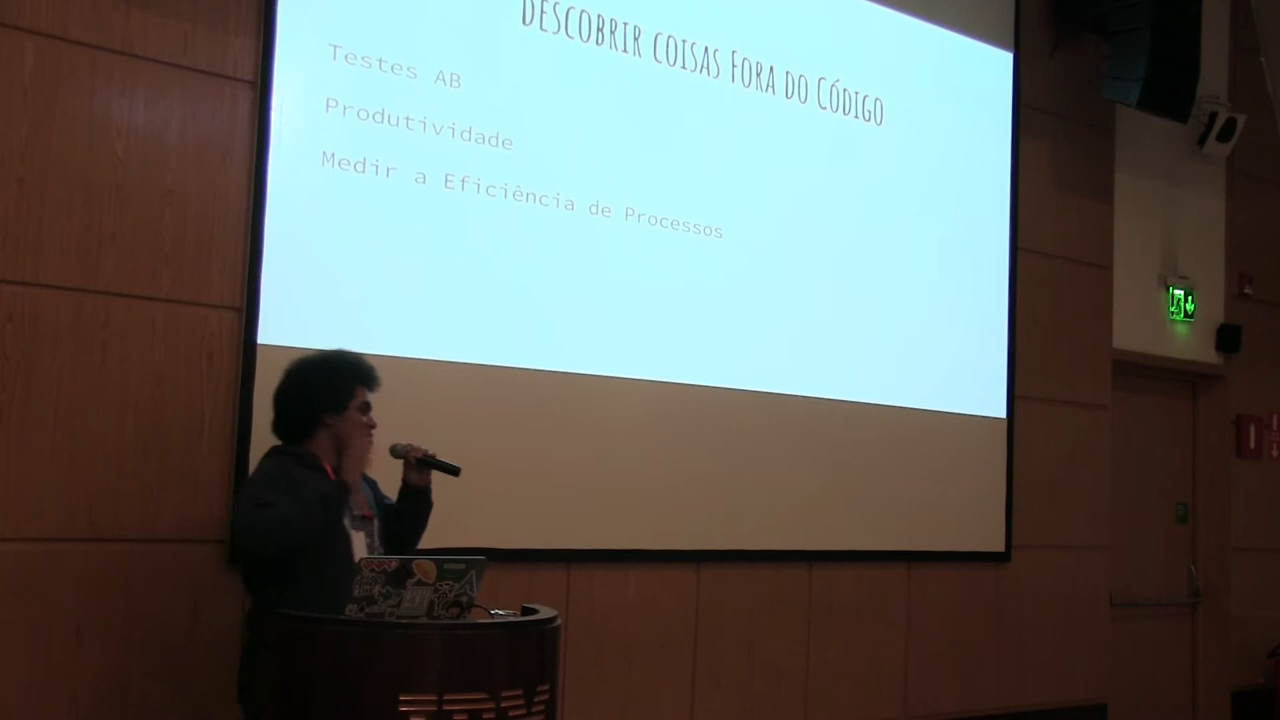 DESCOBRIR COISAS FORA DO CÓDIGO
Testes AB
Produtividade
Medir a Eficiência de Processos